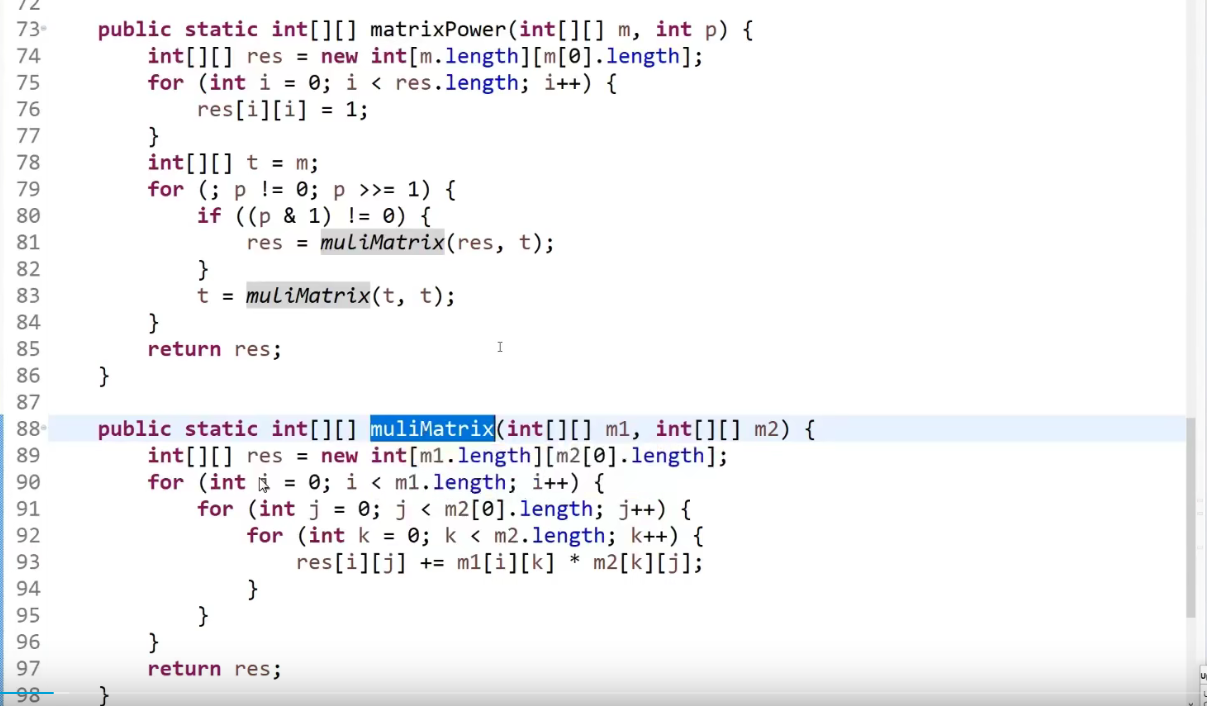 72
73 public static int[][] matrixPower(int[][] m, int p) {
74 int[][] res = new int[m.length][m[0].length];
75 for (int i = 0; i < res.length; i++) {
76 res[i][i] = 1;
77 }
78 int[][] t = m;
79 for (; p != 0; p >>= 1) {
80 if ((p & 1) != 0) {
81 res = muliMatrix(res, t);
82 }
83 t = muliMatrix(t, t);
84 }
85 return res;
86 }
87
88 public static int[][] muliMatrix(int[][] m1, int[][] m2) {
89 int[][] res = new int[m1.length][m2[0].length];
90 for (int i = 0; i < m1.length; i++) {
91 for (int j = 0; j < m2[0].length; j++) {
92 for (int k = 0; k < m2.length; k++) {
93 res[i][j] += m1[i][k] * m2[k][j];
94 }
95 }
96 }
97 return res;
98 }